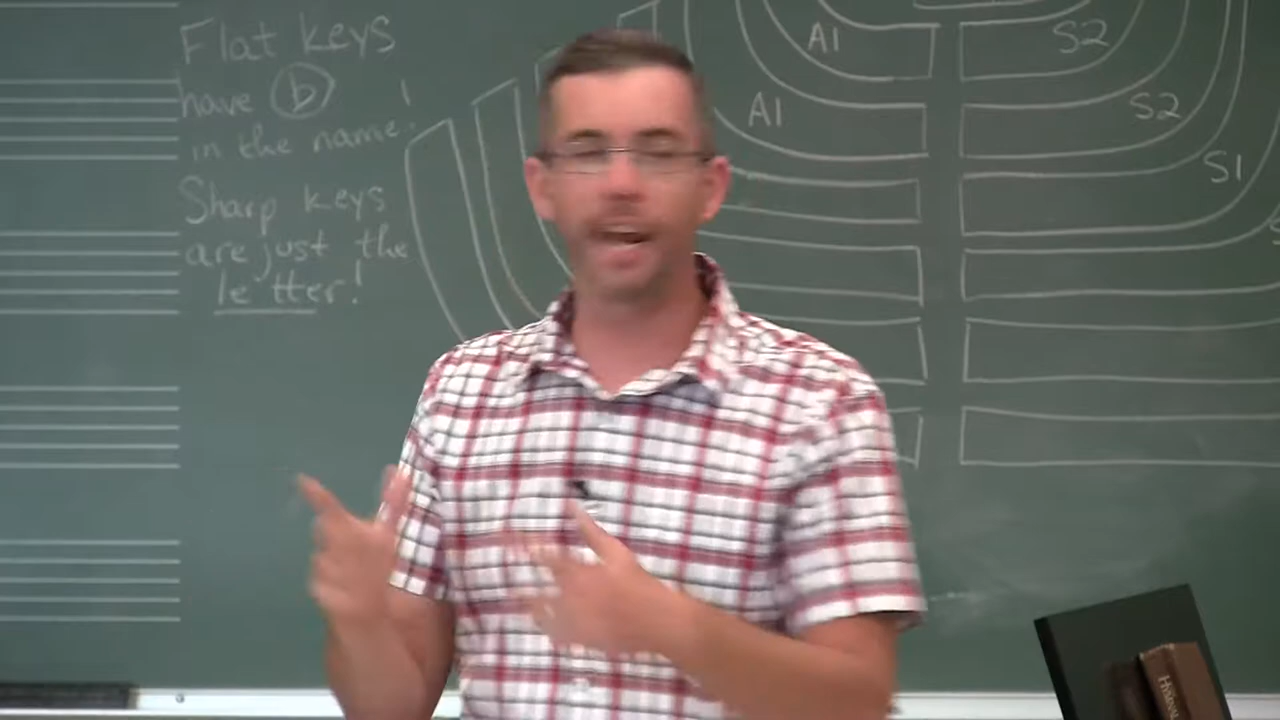 Flat keys
have b
in the name!
Sharp keys
are just the
letter!
A1
S2
A1
S2
S1